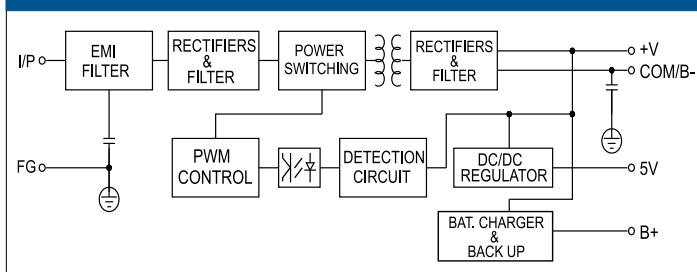 I/P
EMI
FILTER
RECTIFIERS
&
FILTER
POWER
SWITCHING
RECTIFIERS
&
FILTER
+V
COM/B-
FG
PWM
CONTROL
DETECTION
CIRCUIT
DC/DC
REGULATOR
5V
BAT. CHARGER
&
BACK UP
B+